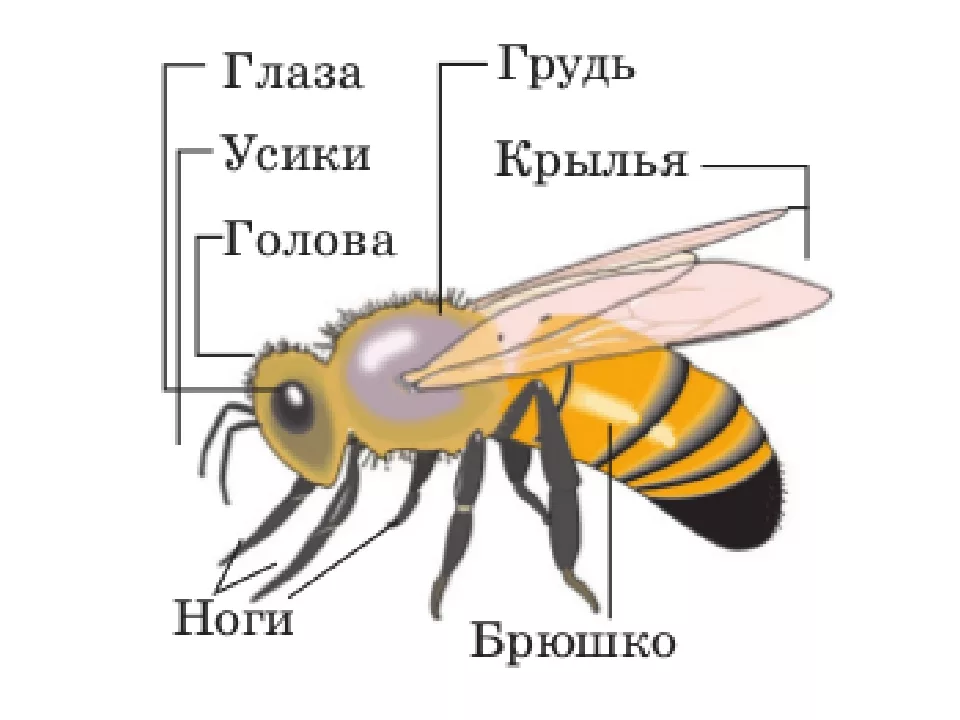 Глаза
Усики
Голова
Грудь
Крылья
Ноги
Брюшко